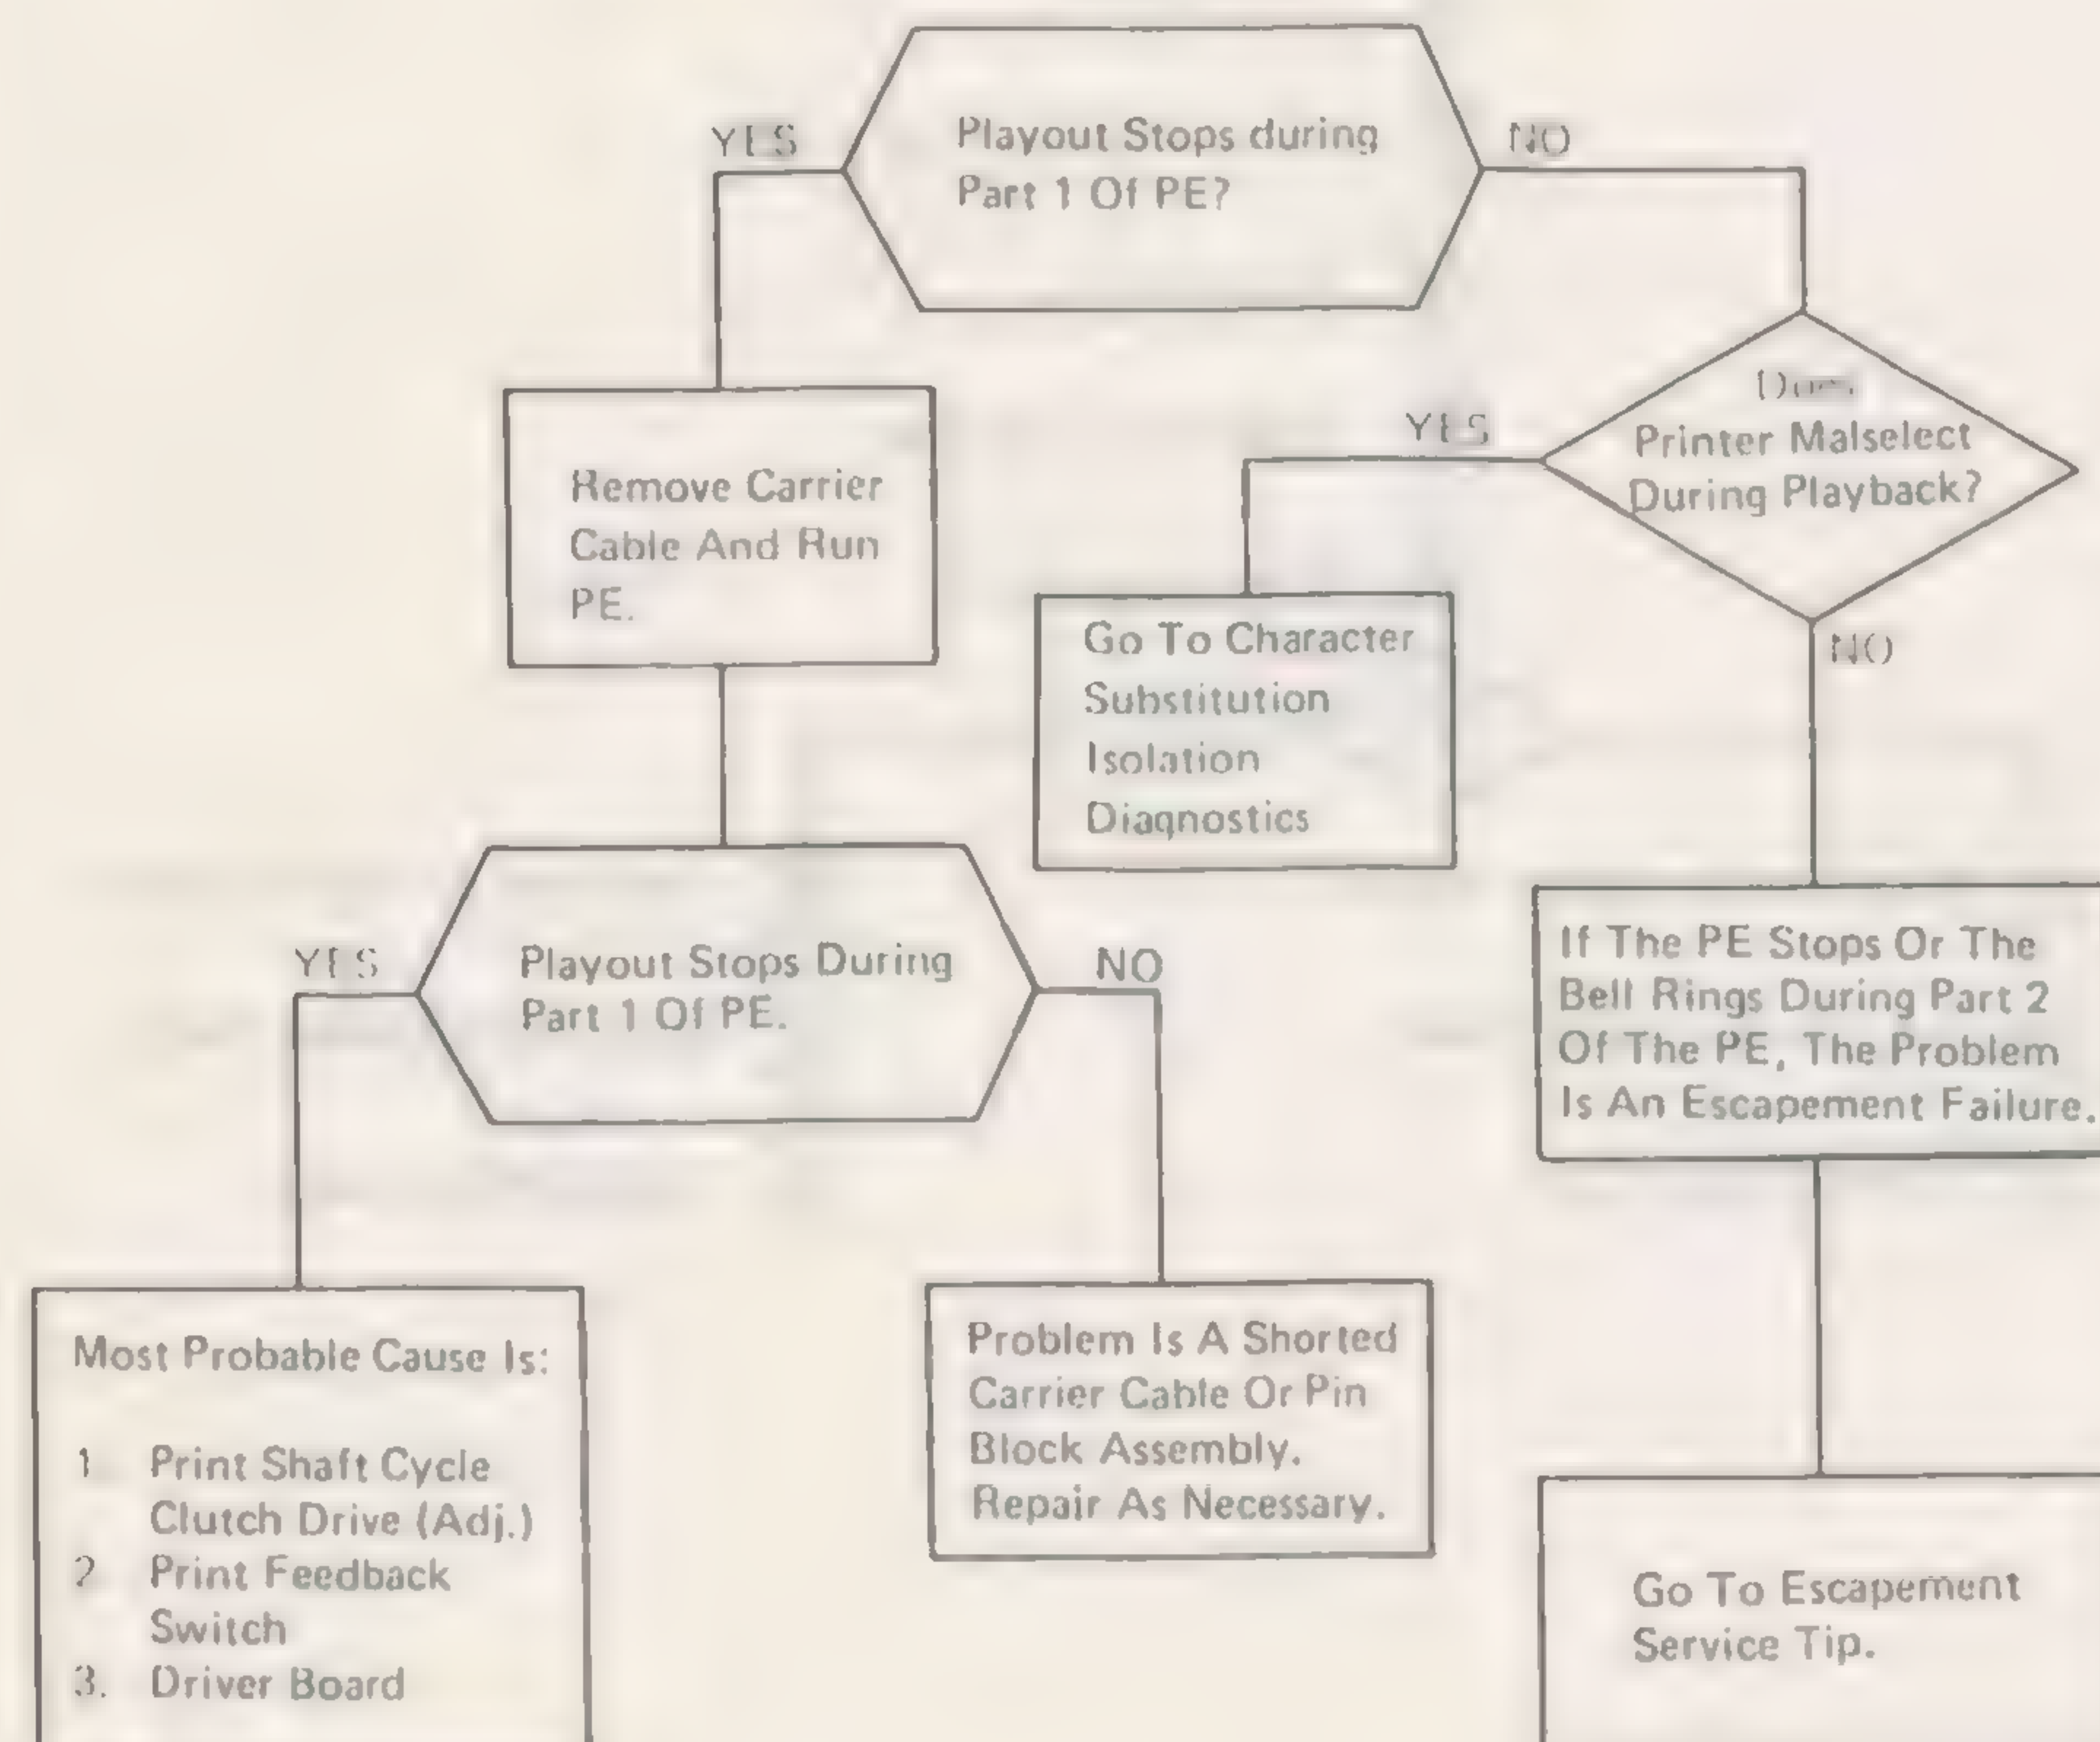 Playout Stops during
Part 1 Of PE?
YES
NO
Remove Carrier
Cable And Run
PE.
Does
Printer Malselect
During Playback?
YES
NO
Go To Character
Substitution
Isolation
Diagnostics
Playout Stops During
Part 1 Of PE.
YES
NO
If The PE Stops Or The
Bell Rings During Part 2
Of The PE, The Problem
Is An Escapement Failure.
Most Probable Cause Is:
1 Print Shaft Cycle
Clutch Drive (Adj.)
2 Print Feedback
Switch
3. Driver Board
Problem Is A Shorted
Carrier Cable Or Pin
Block Assembly.
Repair As Necessary.
Go To Escapement
Service Tip.